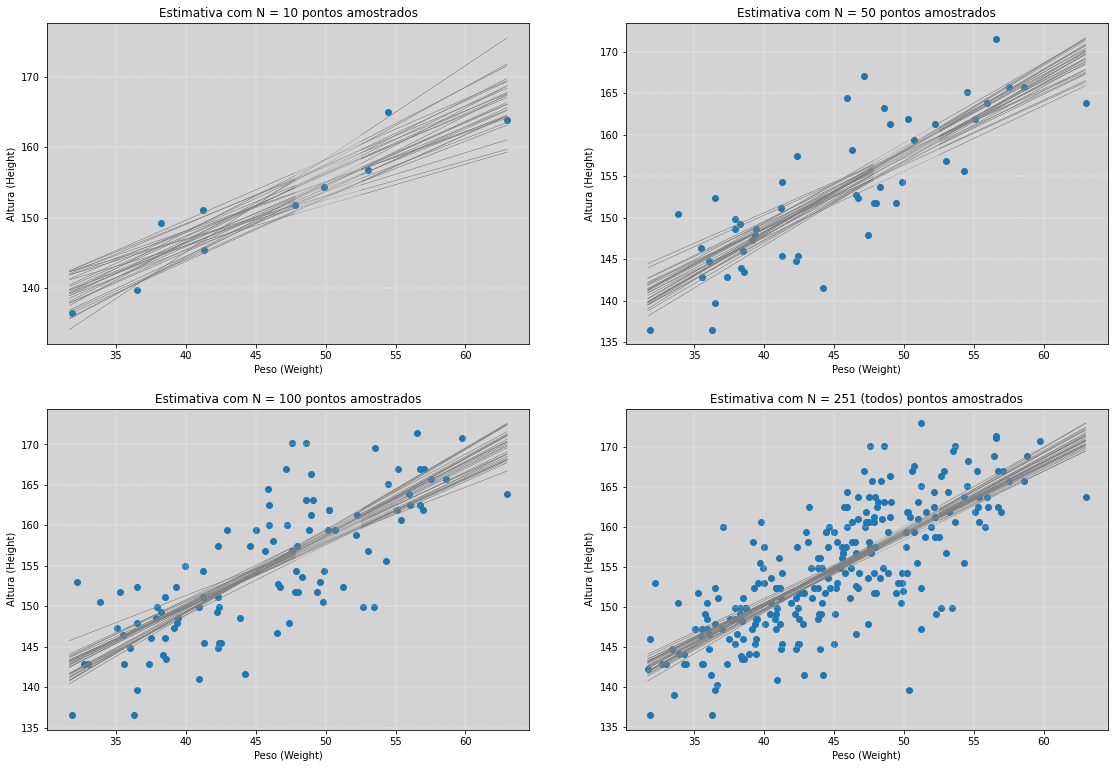 Estimativa com N = 10 pontos amostrados
Altura (Height)
170
160
150
140
35 40 45 50 55 60
Peso (Weight)
Estimativa com N = 50 pontos amostrados
Altura (Height)
170
165
160
155
150
145
140
135
35 40 45 50 55 60
Peso (Weight)
Estimativa com N = 100 pontos amostrados
Altura (Height)
170
165
160
155
150
145
140
135
35 40 45 50 55 60
Peso (Weight)
Estimativa com N = 251 (todos) pontos amostrados
Altura (Height)
170
165
160
155
150
145
140
135
35 40 45 50 55 60
Peso (Weight)